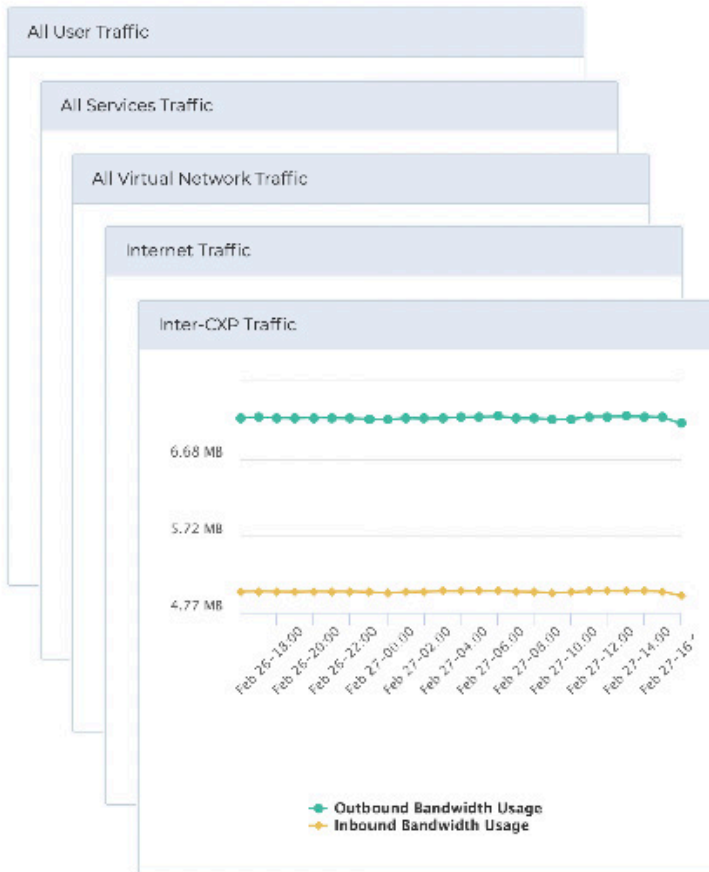 All User Traffic
All Services Traffic
All Virtual Network Traffic
Internet Traffic
Inter-CXP Traffic
6.68 MB
5.72 MB
4.77 MB
Feb 26-18:00
Feb 26-20:00
Feb 26-22:00
Feb 27-00:00
Feb 27-02:00
Feb 27-04:00
Feb 27-06:00
Feb 27-08:00
Feb 27-10:00
Feb 27-12:00
Feb 27-14:00
Feb 27-16
Outbound Bandwidth Usage
Inbound Bandwidth Usage